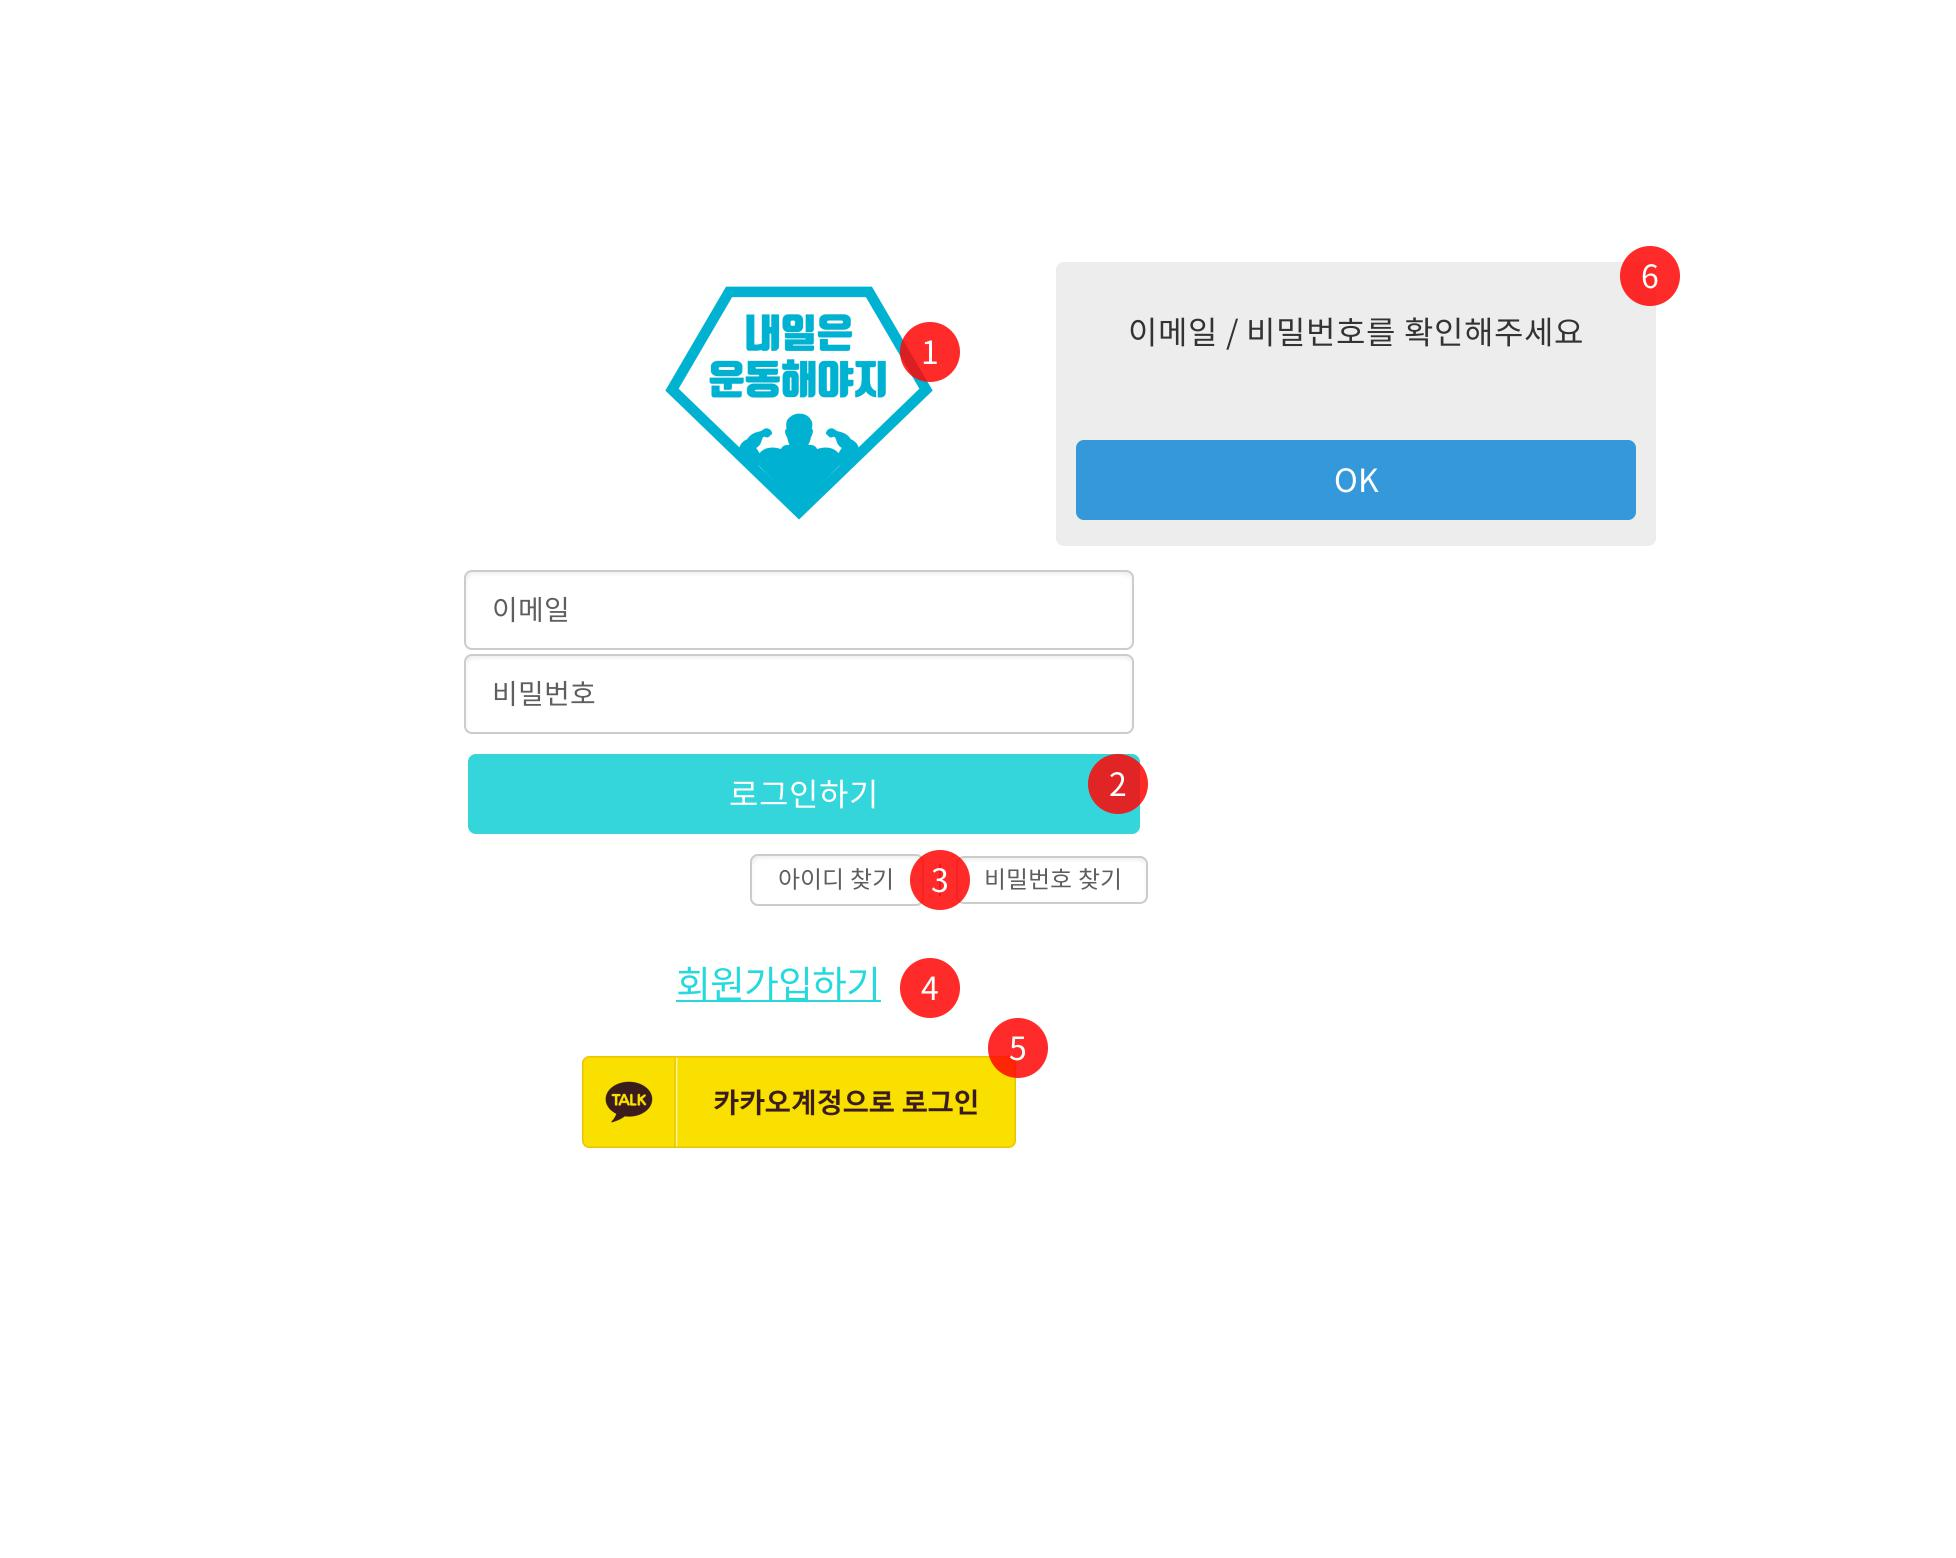 내일은
운동해야지
1
6
이메일 / 비밀번호를 확인해주세요
OK
이메일
비밀번호
로그인하기
2
아이디 찾기
3
비밀번호 찾기
회원가입하기
4
5
TALK
카카오계정으로 로그인